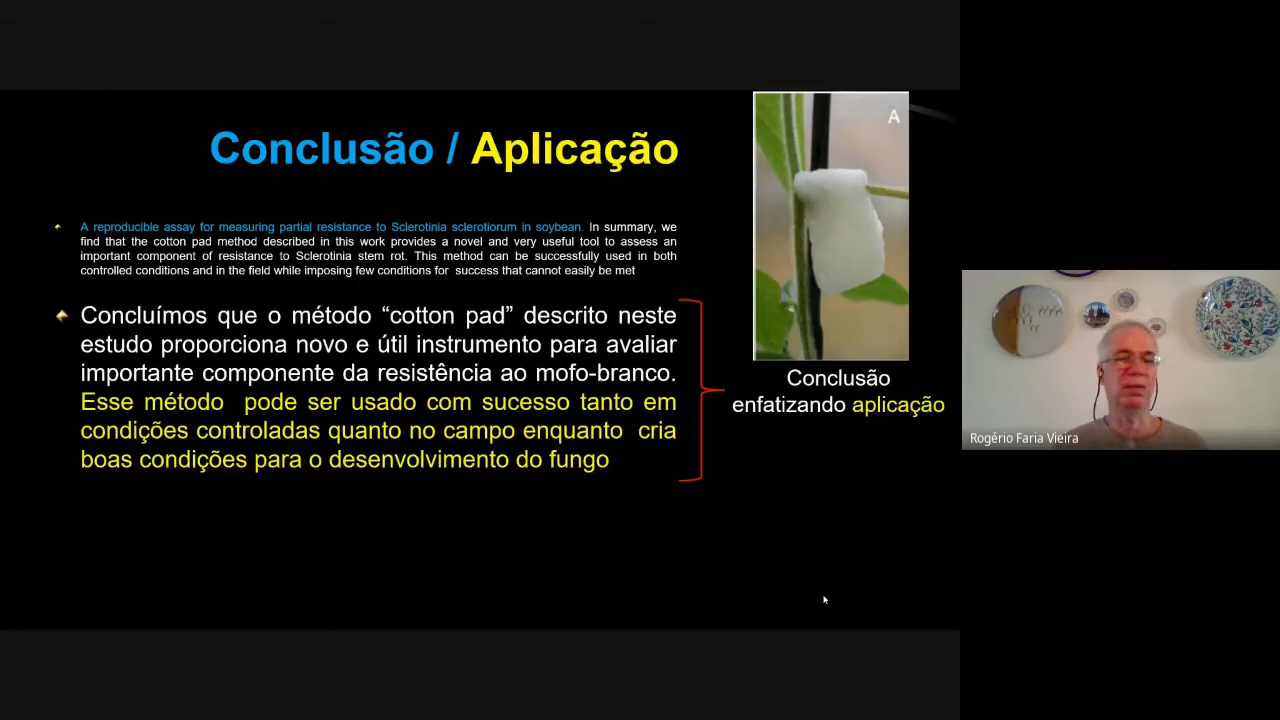 Conclusão / Aplicação
A
A reproducible assay for measuring partial resistance to Sclerotinia sclerotiorum in soybean. In summary, we
find that the cotton pad method described in this work provides a novel and very useful tool to assess an
important component of resistance to Sclerotinia stem rot. This method can be successfully used in both
controlled conditions and in the field while imposing few conditions for success that cannot easily be met
Concluímos que o método “cotton pad” descrito neste
estudo proporciona novo e útil instrumento para avaliar
importante componente da resistência ao mofo-branco.
Esse método pode ser usado com sucesso tanto em
condições controladas quanto no campo enquanto cria
boas condições para o desenvolvimento do fungo
Conclusão
enfatizando aplicação
Rogério Faria Vieira